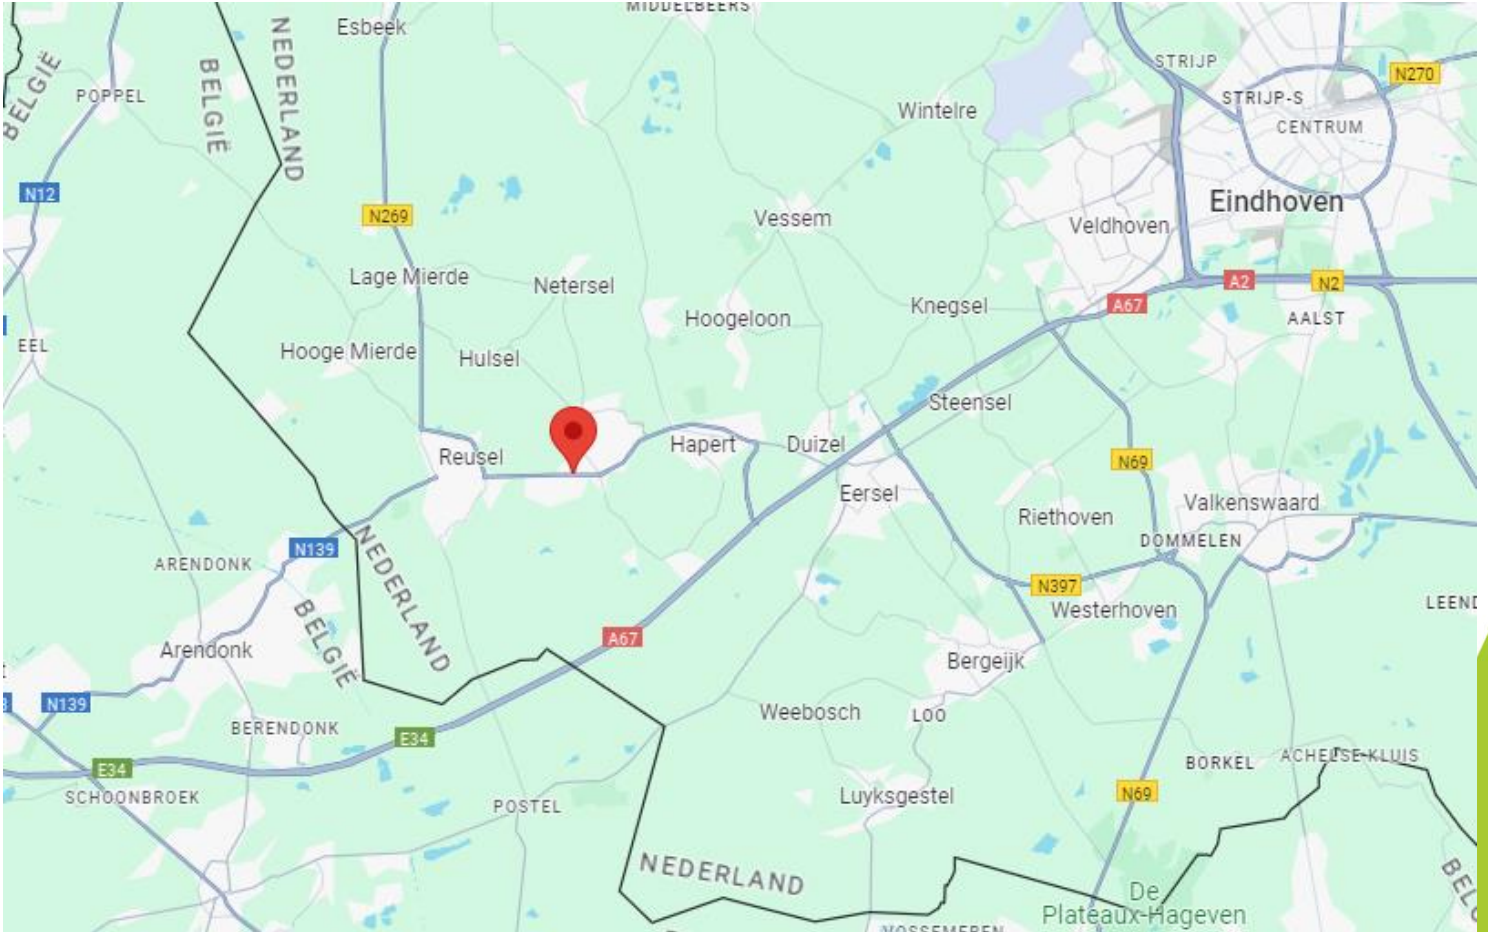 MIDDELBEERS
Esbeek
NEDERLAND
BELGIË
BELGIË
POPPEL
STRIJP
N270
STRIJP-S
Wintelre
CENTRUM
N12
N269
Vessem
Veldhoven
Eindhoven
Lage Mierde
Netersel
A2
N2
Knegsel
A67
Hoogeloon
AALST
EEL
Hooge Mierde
Hulsel
Steensel
Reusel
Hapert
Duizel
N69
Eersel
Valkenswaard
Riethoven
DOMMELEN
N139
NEDERLAND
ARENDONK
N397
BELGIË
Westerhoven
LEEND
A67
Arendonk
Bergeijk
N139
Weebosch
LOO
BERENDONK
E34
ACHELSE-KLUIS
BORKEL
E34
SCHOONBROEK
POSTEL
Luyksgestel
N69
NEDERLAND
De
Plateaux-Hageven